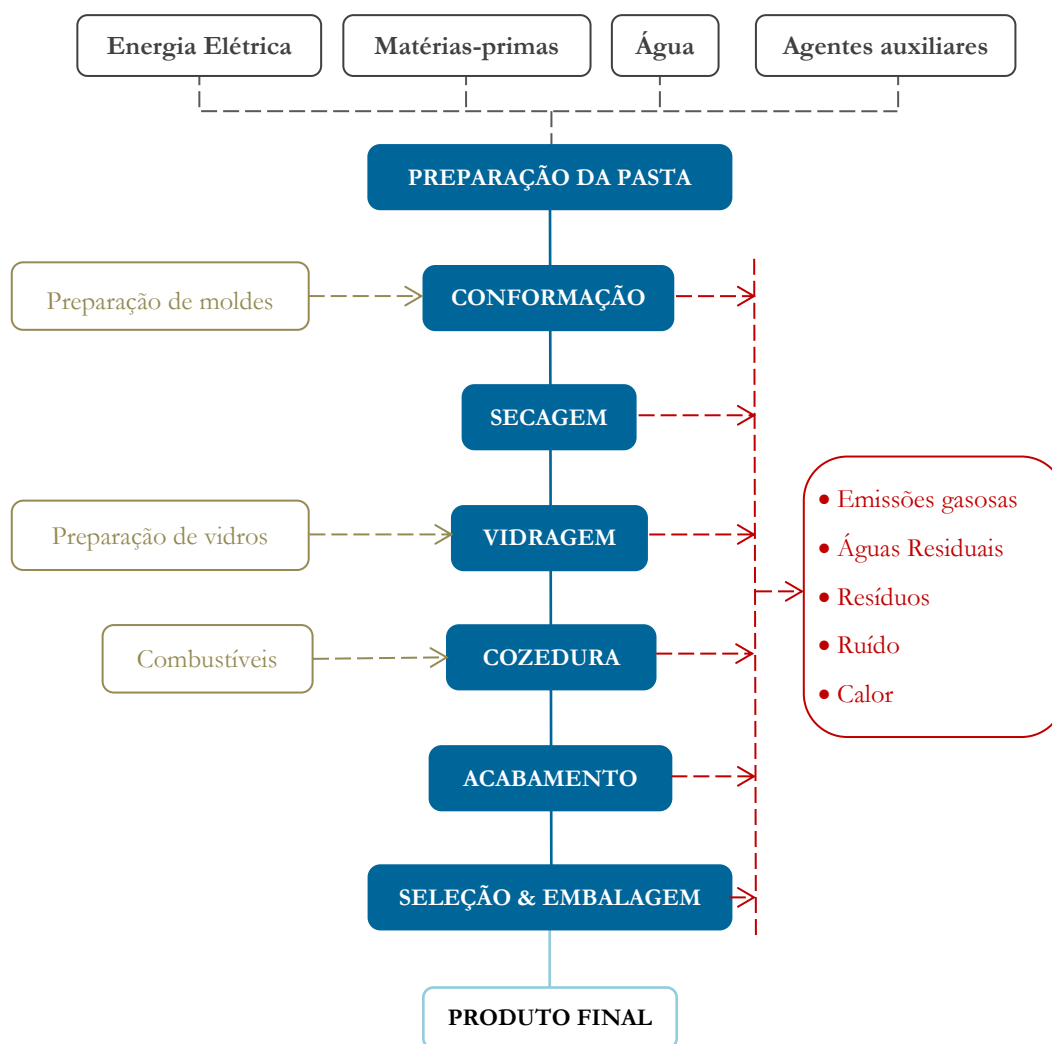 Energia Elétrica
Matérias-primas
Água
Agentes auxiliares
PREPARAÇÃO DA PASTA
Preparação de moldes
CONFORMAÇÃO
SECAGEM
Preparação de vidros
VIDRAGEM
Combustíveis
COZEDURA
ACABAMENTO
SELEÇÃO & EMBALAGEM
PRODUTO FINAL
• Emissões gasosas
• Águas Residuais
• Resíduos
• Ruído
• Calor